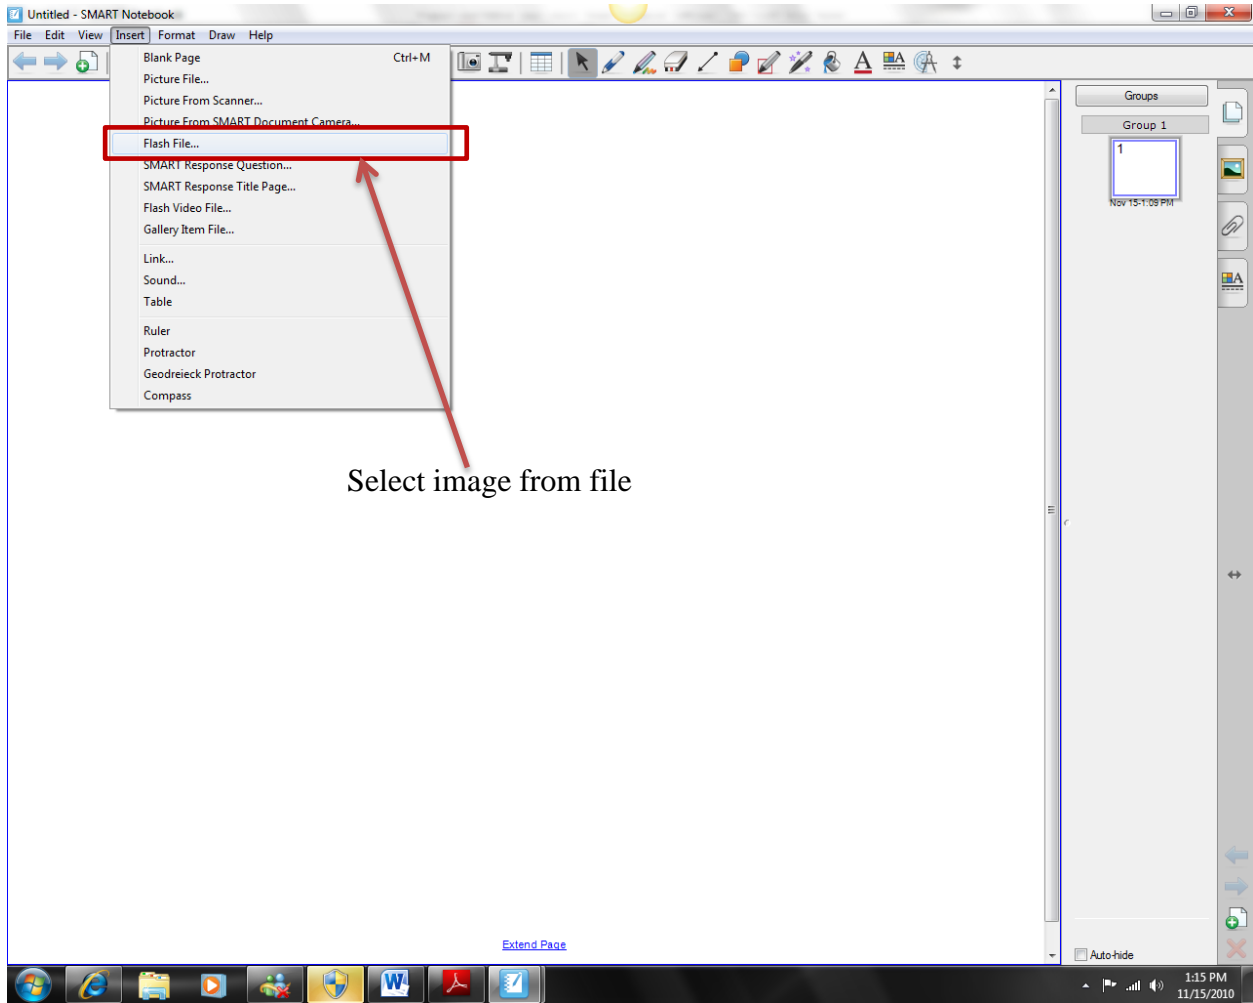 Untitled - SMART Notebook
File Edit View Insert Format Draw Help
Blank Page Ctrl+M
Picture File...
Picture From Scanner...
Picture From SMART Document Camera...
Flash File...
SMART Response Question...
SMART Response Title Page...
Flash Video File...
Gallery Item File...
Link...
Sound...
Table
Ruler
Protractor
Geodreieck Protractor
Compass
Groups
Group 1
1
Nov 15-1:09 PM
Select image from file
Extend Page
Auto-hide
1:15 PM
11/15/2010